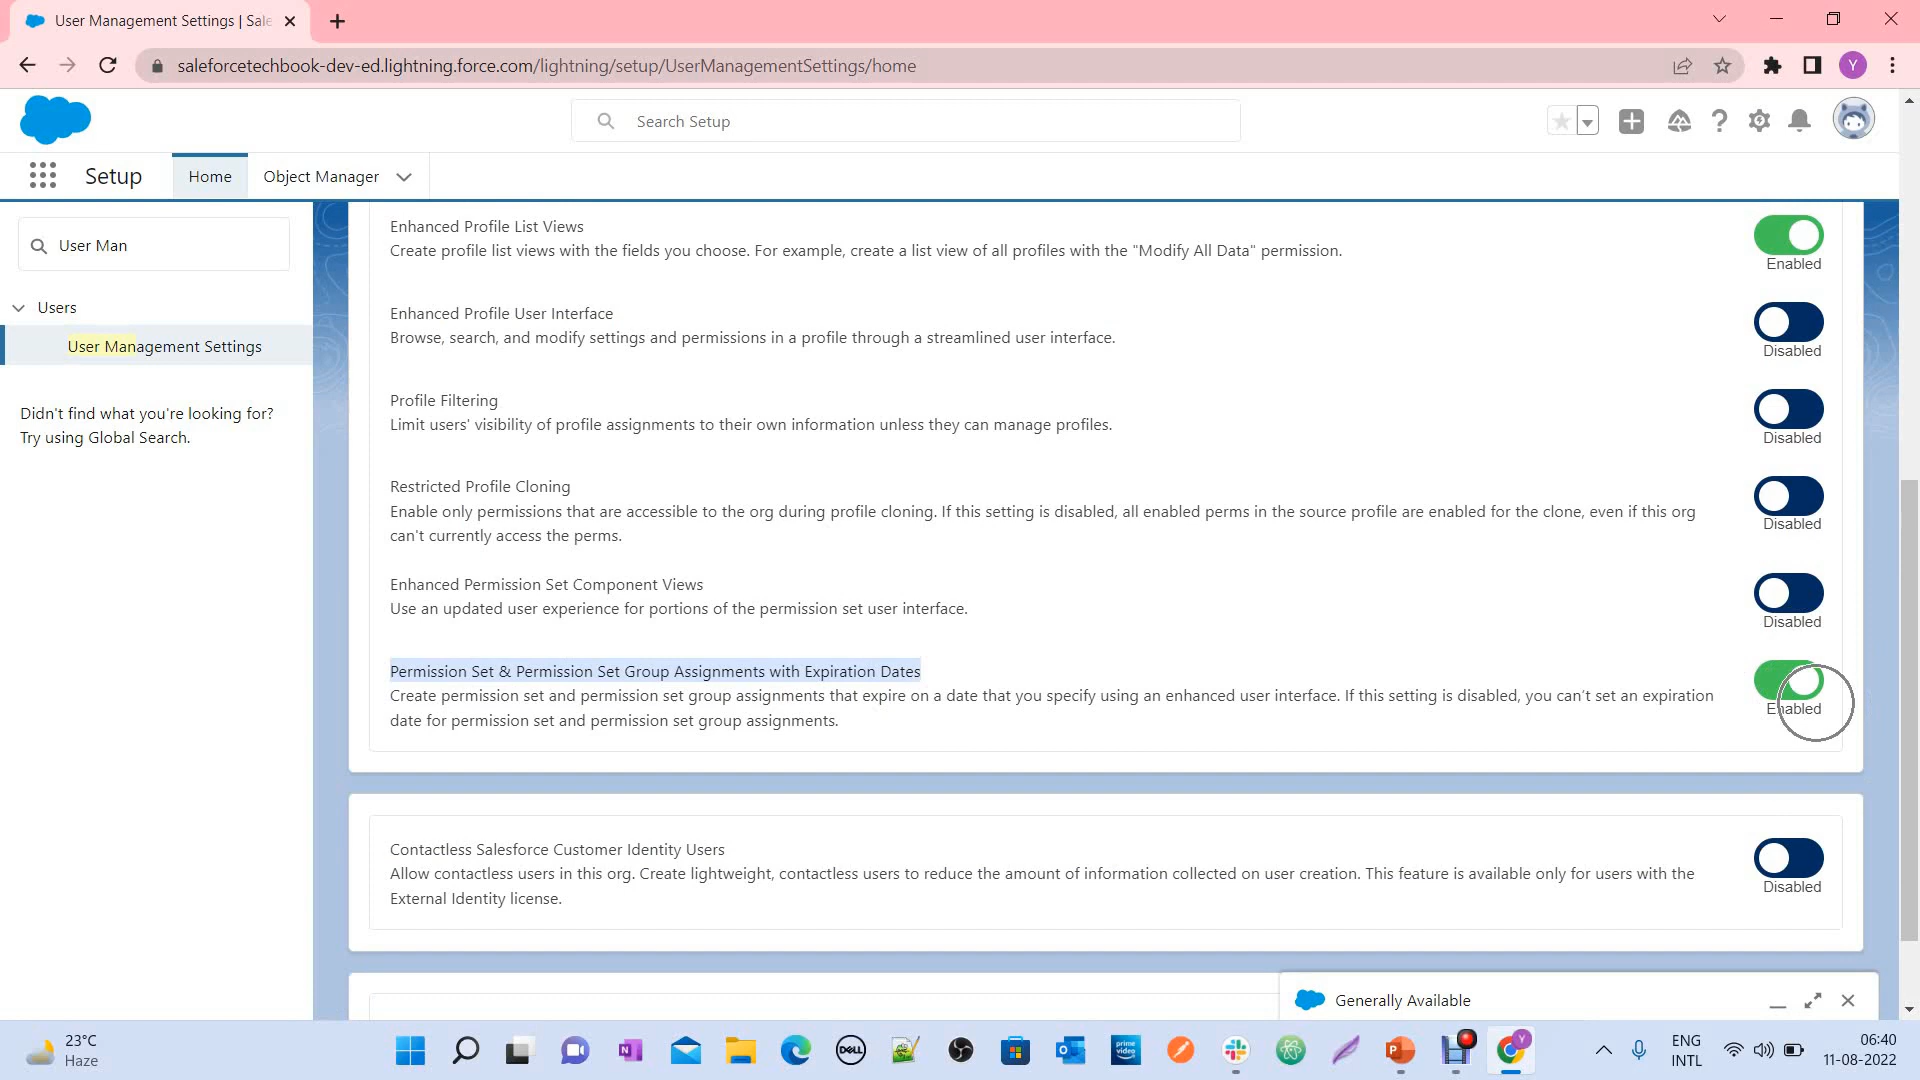 User Management Settings | Sale
saleforcetechbook-dev-ed.lightning.force.com/lightning/setup/UserManagementSettings/home
Y
Search Setup
Setup
Home
Object Manager
User Man
Users
User Management Settings
Didn't find what you're looking for?
Try using Global Search.
Enhanced Profile List Views
Create profile list views with the fields you choose. For example, create a list view of all profiles with the "Modify All Data" permission.
Enabled
Enhanced Profile User Interface
Browse, search, and modify settings and permissions in a profile through a streamlined user interface.
Disabled
Profile Filtering
Limit users' visibility of profile assignments to their own information unless they can manage profiles.
Disabled
Restricted Profile Cloning
Enable only permissions that are accessible to the org during profile cloning. If this setting is disabled, all enabled perms in the source profile are enabled for the clone, even if this org
can't currently access the perms.
Disabled
Enhanced Permission Set Component Views
Use an updated user experience for portions of the permission set user interface.
Disabled
Permission Set & Permission Set Group Assignments with Expiration Dates
Create permission set and permission set group assignments that expire on a date that you specify using an enhanced user interface. If this setting is disabled, you can't set an expiration
date for permission set and permission set group assignments.
Enabled
Contactless Salesforce Customer Identity Users
Allow contactless users in this org. Create lightweight, contactless users to reduce the amount of information collected on user creation. This feature is available only for users with the
External Identity license.
Disabled
Generally Available
23°C
Haze
DELL
prime
video
ENG
INTL
06:40
11-08-2022